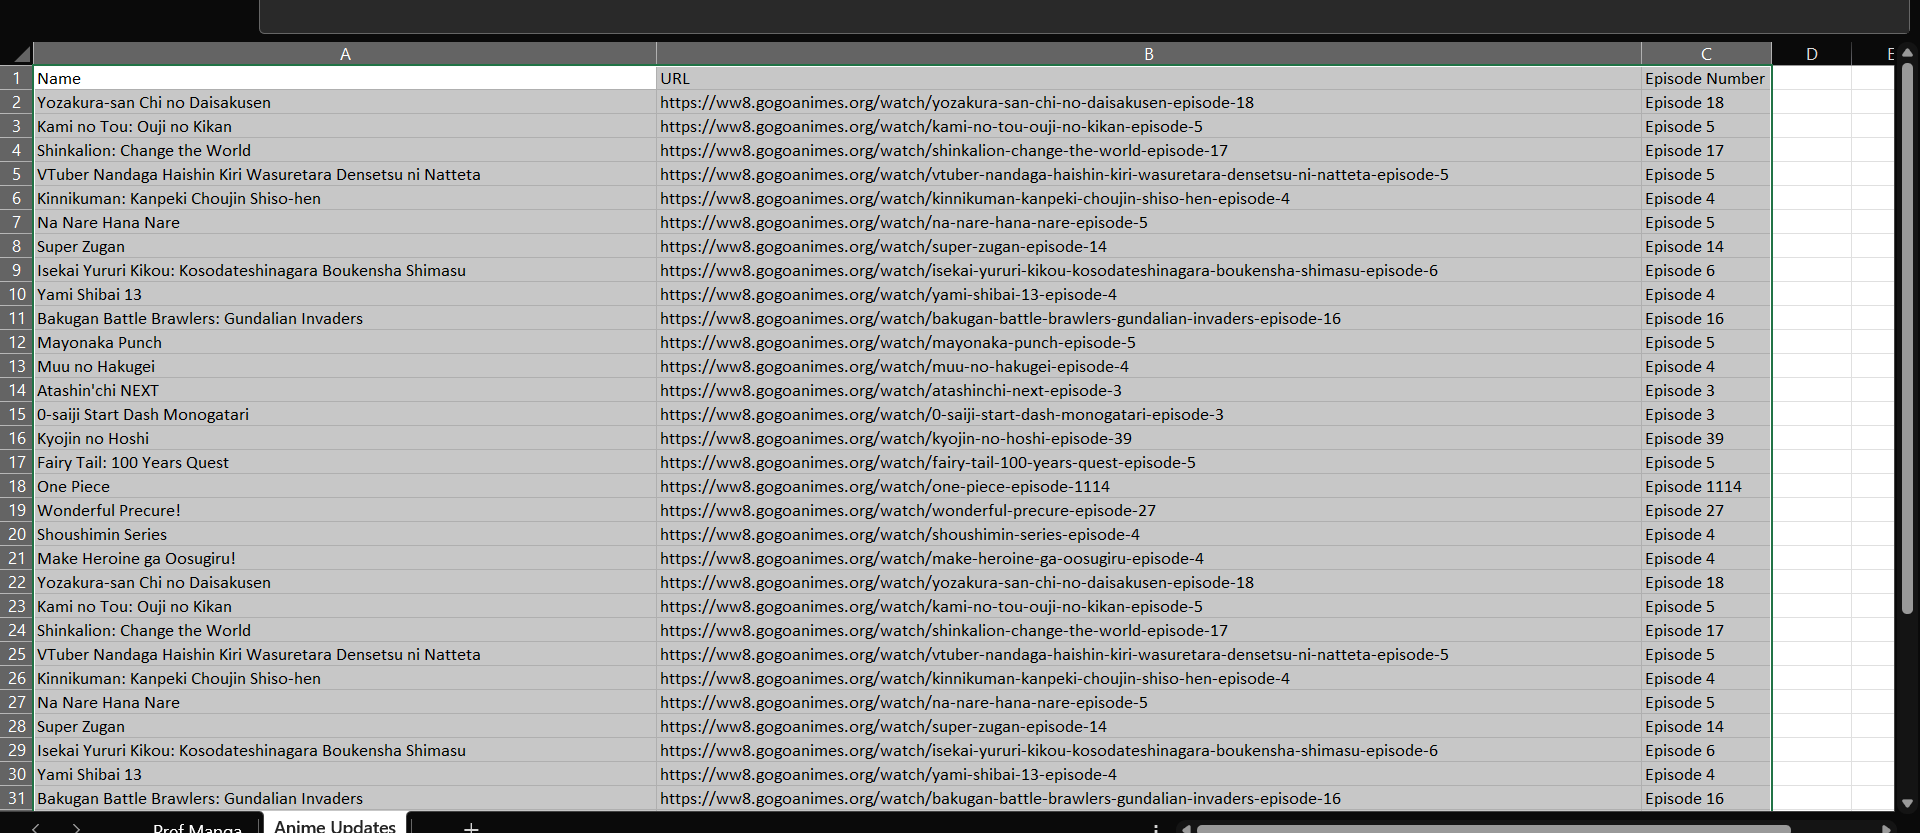 A B C D E
1 Name URL Episode Number
2 Yozakura-san Chi no Daisakusen https://ww8.gogoanimes.org/watch/yozakura-san-chi-no-daisakusen-episode-18 Episode 18
3 Kami no Tou: Ouji no Kikan https://ww8.gogoanimes.org/watch/kami-no-tou-ouji-no-kikan-episode-5 Episode 5
4 Shinkalion: Change the World https://ww8.gogoanimes.org/watch/shinkalion-change-the-world-episode-17 Episode 17
5 VTuber Nandaga Haishin Kiri Wasuretara Densetsu ni Natteta https://ww8.gogoanimes.org/watch/vtuber-nandaga-haishin-kiri-wasuretara-densetsu-ni-natteta-episode-5 Episode 5
6 Kinnikuman: Kanpeki Choujin Shiso-hen https://ww8.gogoanimes.org/watch/kinnikuman-kanpeki-choujin-shiso-hen-episode-4 Episode 4
7 Na Nare Hana Nare https://ww8.gogoanimes.org/watch/na-nare-hana-nare-episode-5 Episode 5
8 Super Zugan https://ww8.gogoanimes.org/watch/super-zugan-episode-14 Episode 14
9 Isekai Yururi Kikou: Kosodateshinagara Boukensha Shimasu https://ww8.gogoanimes.org/watch/isekai-yururi-kikou-kosodateshinagara-boukensha-shimasu-episode-6 Episode 6
10 Yami Shibai 13 https://ww8.gogoanimes.org/watch/yami-shibai-13-episode-4 Episode 4
11 Bakugan Battle Brawlers: Gundalian Invaders https://ww8.gogoanimes.org/watch/bakugan-battle-brawlers-gundalian-invaders-episode-16 Episode 16
12 Mayonaka Punch https://ww8.gogoanimes.org/watch/mayonaka-punch-episode-5 Episode 5
13 Muu no Hakugei https://ww8.gogoanimes.org/watch/muu-no-hakugei-episode-4 Episode 4
14 Atashin'chi NEXT https://ww8.gogoanimes.org/watch/atashinchi-next-episode-3 Episode 3
15 0-saiji Start Dash Monogatari https://ww8.gogoanimes.org/watch/0-saiji-start-dash-monogatari-episode-3 Episode 3
16 Kyojin no Hoshi https://ww8.gogoanimes.org/watch/kyojin-no-hoshi-episode-39 Episode 39
17 Fairy Tail: 100 Years Quest https://ww8.gogoanimes.org/watch/fairy-tail-100-years-quest-episode-5 Episode 5
18 One Piece https://ww8.gogoanimes.org/watch/one-piece-episode-1114 Episode 1114
19 Wonderful Precure! https://ww8.gogoanimes.org/watch/wonderful-precure-episode-27 Episode 27
20 Shoushimin Series https://ww8.gogoanimes.org/watch/shoushimin-series-episode-4 Episode 4
21 Make Heroine ga Oosugiru! https://ww8.gogoanimes.org/watch/make-heroine-ga-oosugiru-episode-4 Episode 4
22 Yozakura-san Chi no Daisakusen https://ww8.gogoanimes.org/watch/yozakura-san-chi-no-daisakusen-episode-18 Episode 18
23 Kami no Tou: Ouji no Kikan https://ww8.gogoanimes.org/watch/kami-no-tou-ouji-no-kikan-episode-5 Episode 5
24 Shinkalion: Change the World https://ww8.gogoanimes.org/watch/shinkalion-change-the-world-episode-17 Episode 17
25 VTuber Nandaga Haishin Kiri Wasuretara Densetsu ni Natteta https://ww8.gogoanimes.org/watch/vtuber-nandaga-haishin-kiri-wasuretara-densetsu-ni-natteta-episode-5 Episode 5
26 Kinnikuman: Kanpeki Choujin Shiso-hen https://ww8.gogoanimes.org/watch/kinnikuman-kanpeki-choujin-shiso-hen-episode-4 Episode 4
27 Na Nare Hana Nare https://ww8.gogoanimes.org/watch/na-nare-hana-nare-episode-5 Episode 5
28 Super Zugan https://ww8.gogoanimes.org/watch/super-zugan-episode-14 Episode 14
29 Isekai Yururi Kikou: Kosodateshinagara Boukensha Shimasu https://ww8.gogoanimes.org/watch/isekai-yururi-kikou-kosodateshinagara-boukensha-shimasu-episode-6 Episode 6
30 Yami Shibai 13 https://ww8.gogoanimes.org/watch/yami-shibai-13-episode-4 Episode 4
31 Bakugan Battle Brawlers: Gundalian Invaders https://ww8.gogoanimes.org/watch/bakugan-battle-brawlers-gundalian-invaders-episode-16 Episode 16
Pref Manga Anime Updates